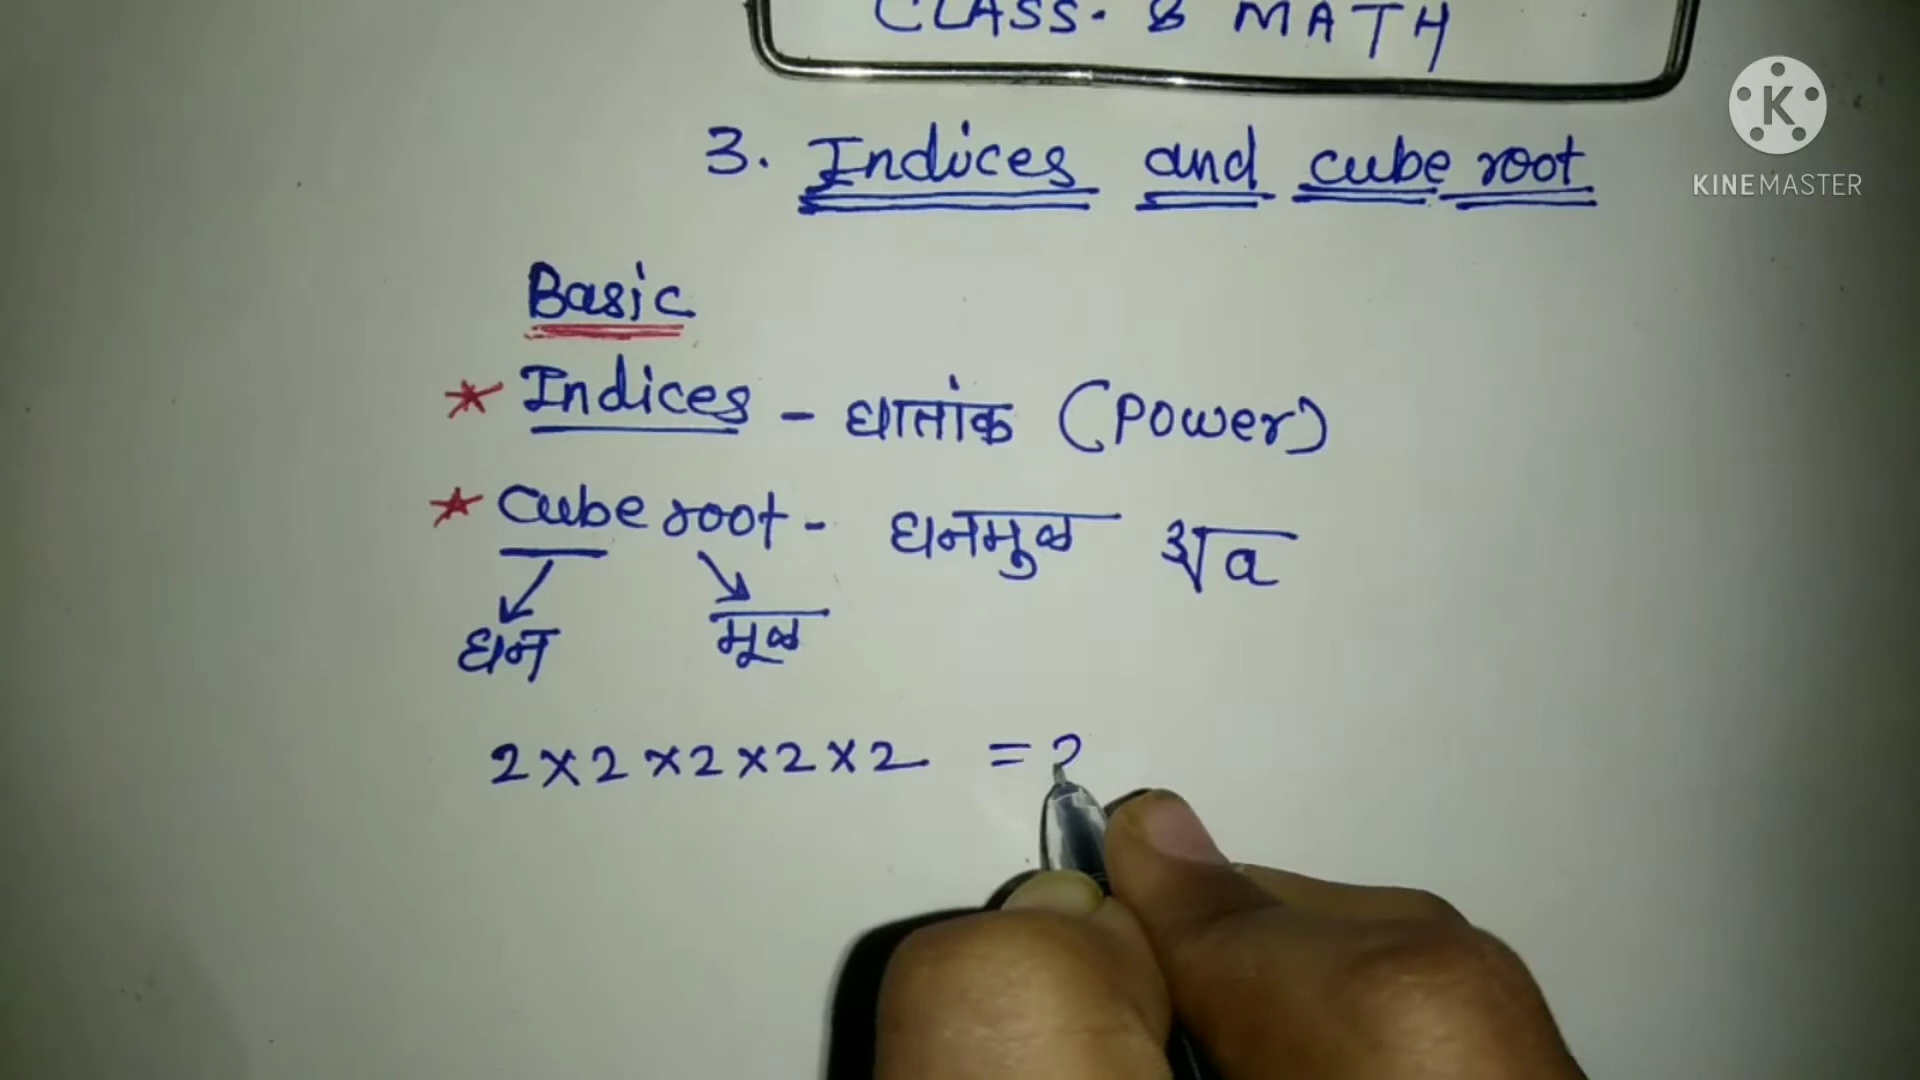 CLASS. 8 MATH
KINEMASTER
3. Indices and cube root
Basic
* Indices - घातांक (Power)
* Cube root - घनमुळ ∛a
घन मूळ
2 × 2 × 2 × 2 × 2 = 2